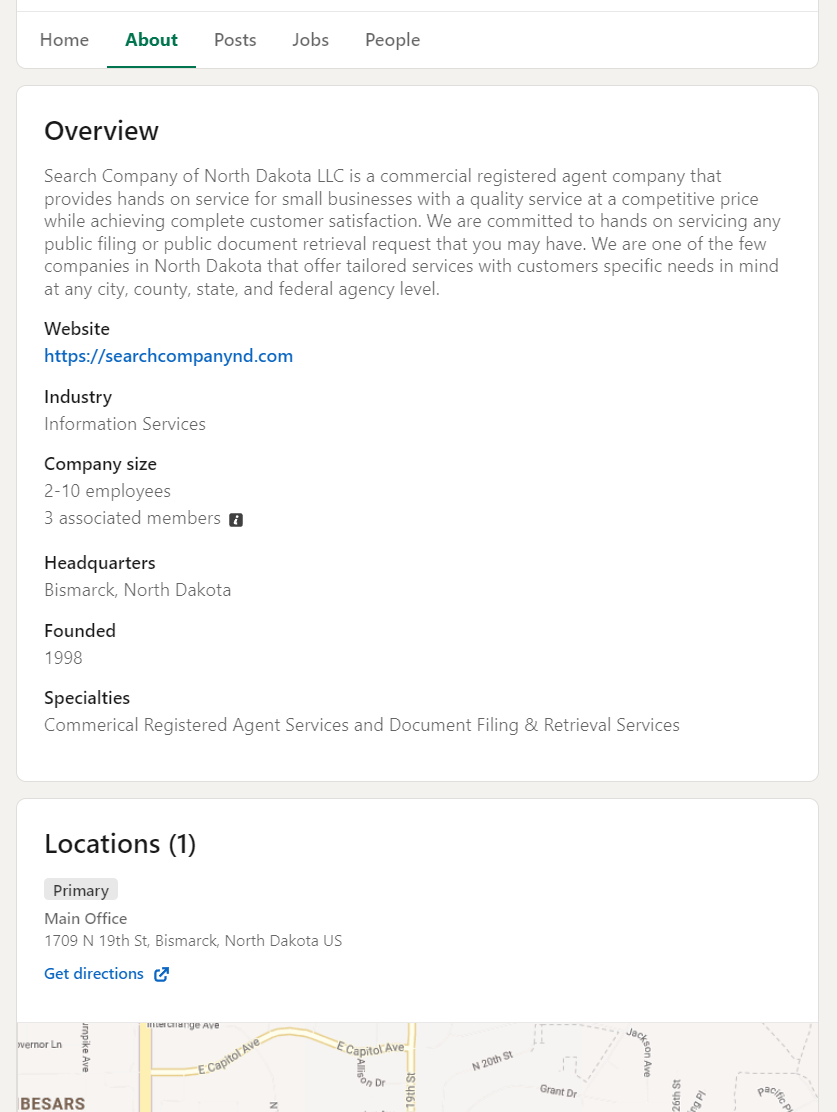 Home About Posts Jobs People
Overview
Search Company of North Dakota LLC is a commercial registered agent company that
provides hands on service for small businesses with a quality service at a competitive price
while achieving complete customer satisfaction. We are committed to hands on servicing any
public filing or public document retrieval request that you may have. We are one of the few
companies in North Dakota that offer tailored services with customers specific needs in mind
at any city, county, state, and federal agency level.
Website
https://searchcompanynd.com
Industry
Information Services
Company size
2-10 employees
3 associated members
Headquarters
Bismarck, North Dakota
Founded
1998
Specialties
Commerical Registered Agent Services and Document Filing & Retrieval Services
Locations (1)
Primary
Main Office
1709 N 19th St, Bismarck, North Dakota US
Get directions
Interchange Ave
E Capitol Ave
E Capitol Ave
Allison Dr
19th St
N 20th St
Jackson Ave
Grant Dr
26th St
N